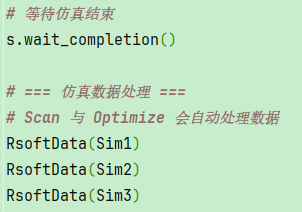 # 等待仿真结束
s.wait_completion()
# === 仿真数据处理 ===
# Scan 与 Optimize 会自动处理数据
RsoftData(Sim1)
RsoftData(Sim2)
RsoftData(Sim3)